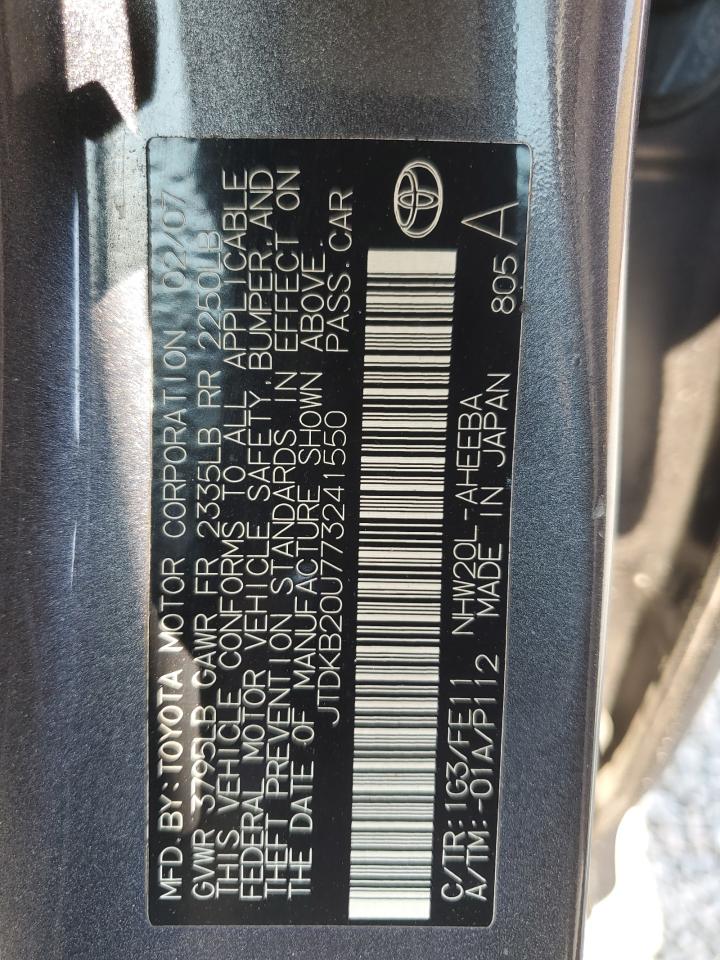 MFD. BY: TOYOTA MOTOR CORPORATION 02/07
GVWR 3795LB GAWR FR 2335LB RR 2250LB
THIS VEHICLE CONFORMS TO ALL APPLICABLE
FEDERAL MOTOR VEHICLE SAFETY, BUMPER, AND
THEFT PREVENTION STANDARDS IN EFFECT ON
THE DATE OF MANUFACTURE SHOWN ABOVE.
JTDKB20U773241550 PASS. CAR
C/TR: 1G3/FE11 NHW20L-AHEEBA 805
A/TM: -01A/P112 MADE IN JAPAN A